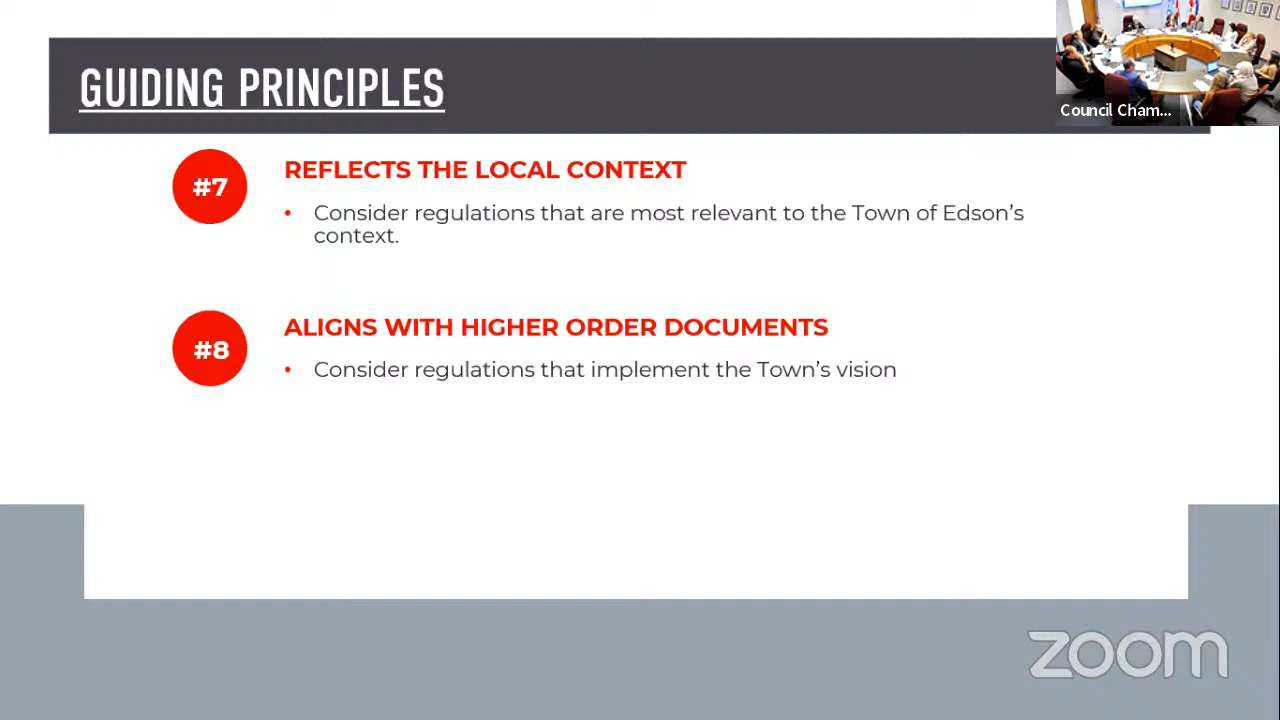 GUIDING PRINCIPLES
Council Cham...
#7
REFLECTS THE LOCAL CONTEXT
• Consider regulations that are most relevant to the Town of Edson’s
context.
#8
ALIGNS WITH HIGHER ORDER DOCUMENTS
• Consider regulations that implement the Town’s vision
zoom